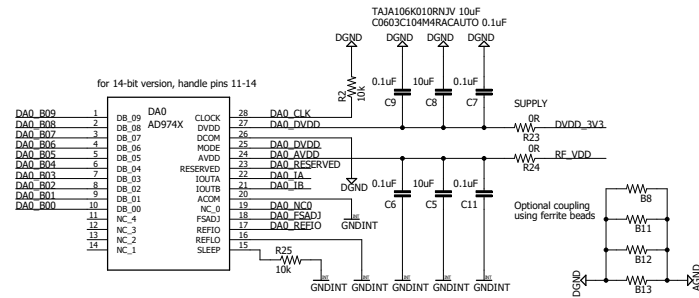 TAJA106K010RNJV 10uF
C0603C104M4RACAUTO 0.1uF
DGND DGND DGND DGND
for 14-bit version, handle pins 11-14
R2 10k
0.1uF 10uF 0.1uF
C9 C8 C7
DA0
AD974X
DA0_B09 1 DB_09 CLOCK 28 DA0_CLK
DA0_B08 2 DB_08 DVDD 27 DA0_DVDD
DA0_B07 3 DB_07 DCOM 26
DA0_B06 4 DB_06 MODE 25 DA0_DVDD
DA0_B05 5 DB_05 AVDD 24 DA0_AVDD
DA0_B04 6 DB_04 RESERVED 23 DA0_RESERVED
DA0_B03 7 DB_03 IOUTA 22 DA0_IA
DA0_B02 8 DB_02 IOUTB 21 DA0_IB
DA0_B01 9 DB_01 ACOM 20
DA0_B00 10 DB_00 NC_0 19 DA0_NC0
11 NC_4 FSADJ 18 DA0_FSADJ
12 NC_3 REFIO 17 DA0_REFIO
13 NC_2 REFLO 16
14 NC_1 SLEEP 15
SUPPLY
0R
R23
DVDD_3V3
0R
R24
RF_VDD
DGND
INT
GNDINT
0.1uF 10uF 0.1uF
C6 C5 C11
R25
10k
INT INT INT INT INT
GNDINT GNDINT GNDINT
Optional coupling
using ferrite beads
B8
B11
B12
B13
DGND
AGND